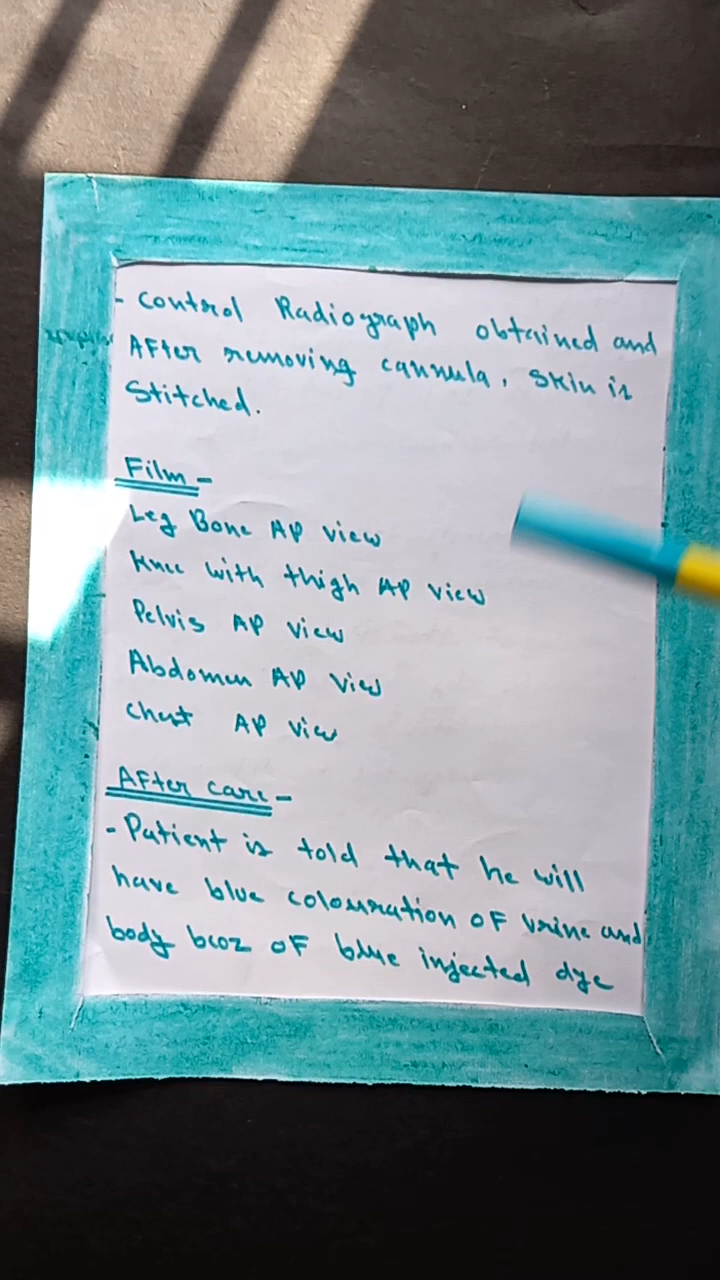 - Control Radiograph obtained and
AFter removing cannula, skin is
Stitched.
Film -
Leg Bone AP view
Knee with thigh AP view
Pelvis AP view
Abdomen AP view
Chest AP view
AFter care -
- Patient is told that he will
have blue colouration OF Urine and
body bcoz OF blue injected dye